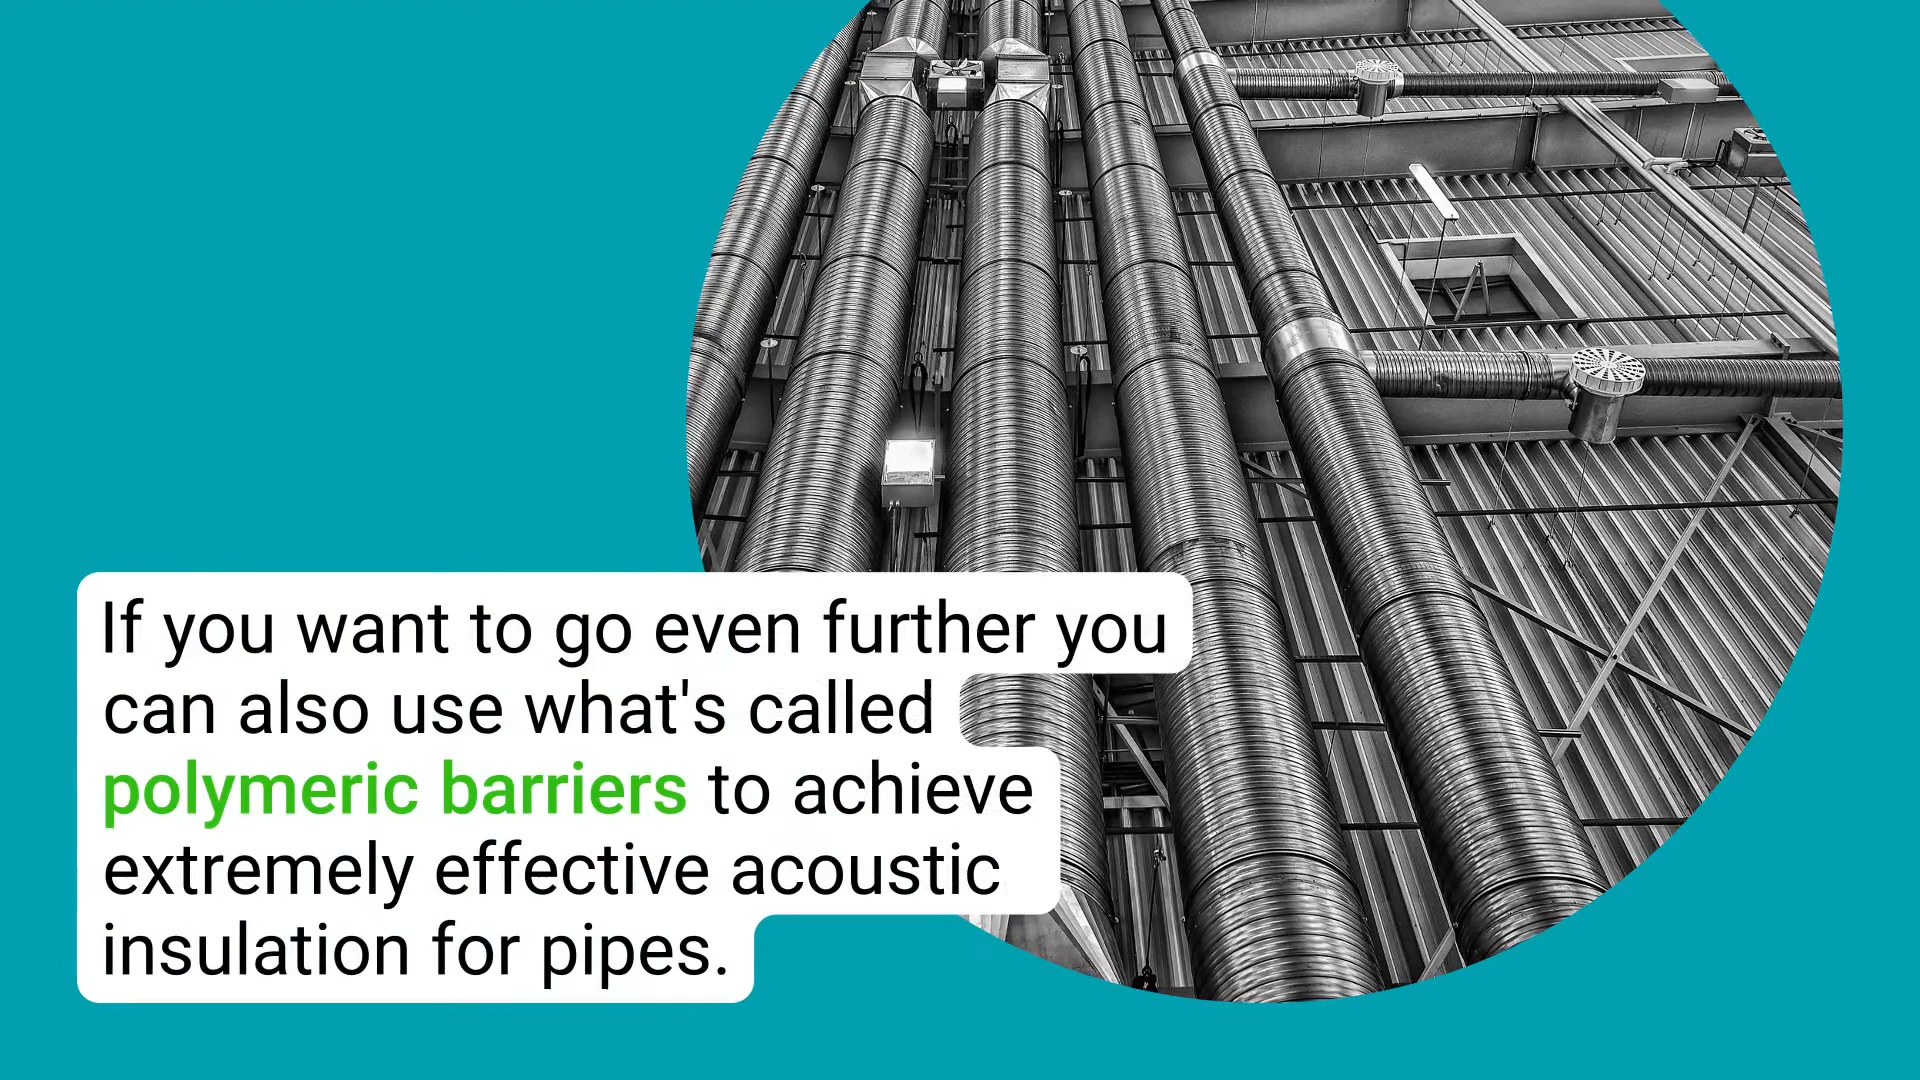 If you want to go even further you
can also use what's called
polymeric barriers to achieve
extremely effective acoustic
insulation for pipes.